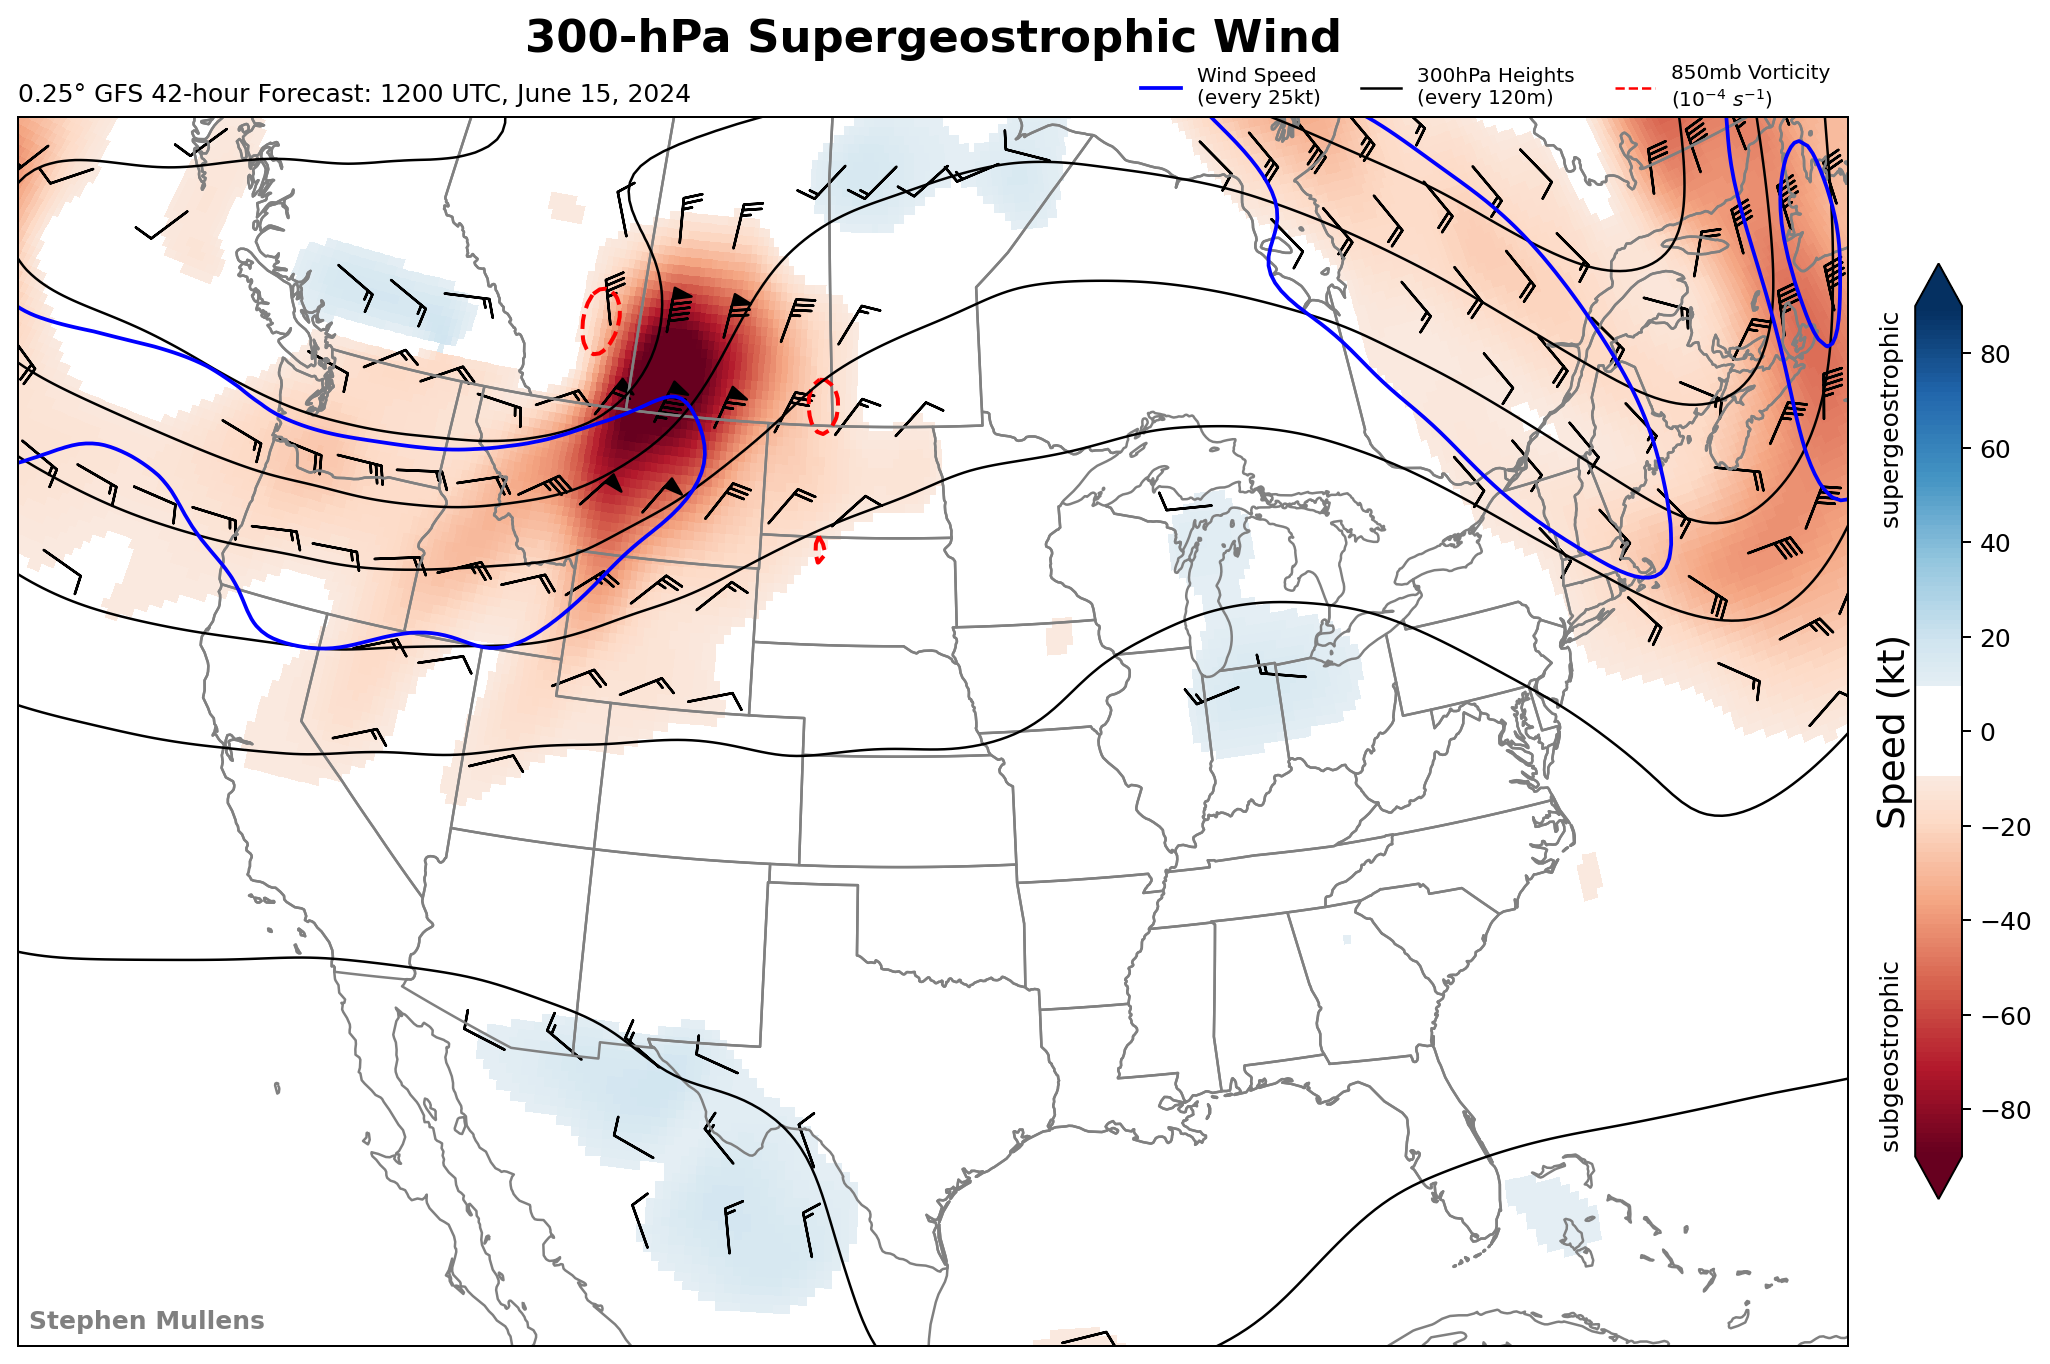 300-hPa Supergeostrophic Wind
0.25° GFS 42-hour Forecast: 1200 UTC, June 15, 2024
Wind Speed
(every 25kt)
300hPa Heights
(every 120m)
850mb Vorticity
(10⁻⁴ s⁻¹)
supergeostrophic
Speed (kt)
subgeostrophic
80
60
40
20
0
−20
−40
−60
−80
Stephen Mullens